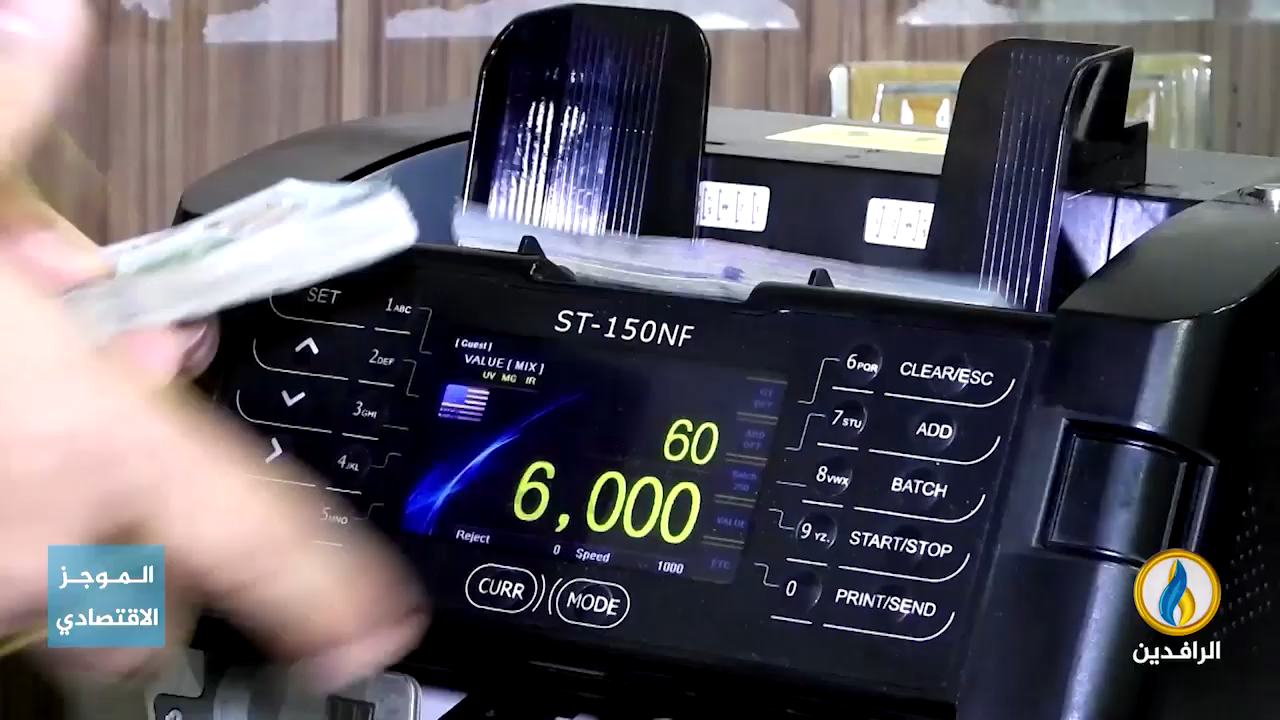 ST-150NF
SET
1ABC
2DEF
3GHI
4JKL
5MNO
[ Guest ]
VALUE [ MIX ]
UV MG IR
60
6,000
VALUE
Reject 0 Speed 1000
CURR
MODE
6PQR
CLEAR/ESC
7STU
ADD
8VWX
BATCH
9YZ.
START/STOP
0
PRINT/SEND
الموجز
الاقتصادي
الرافدين